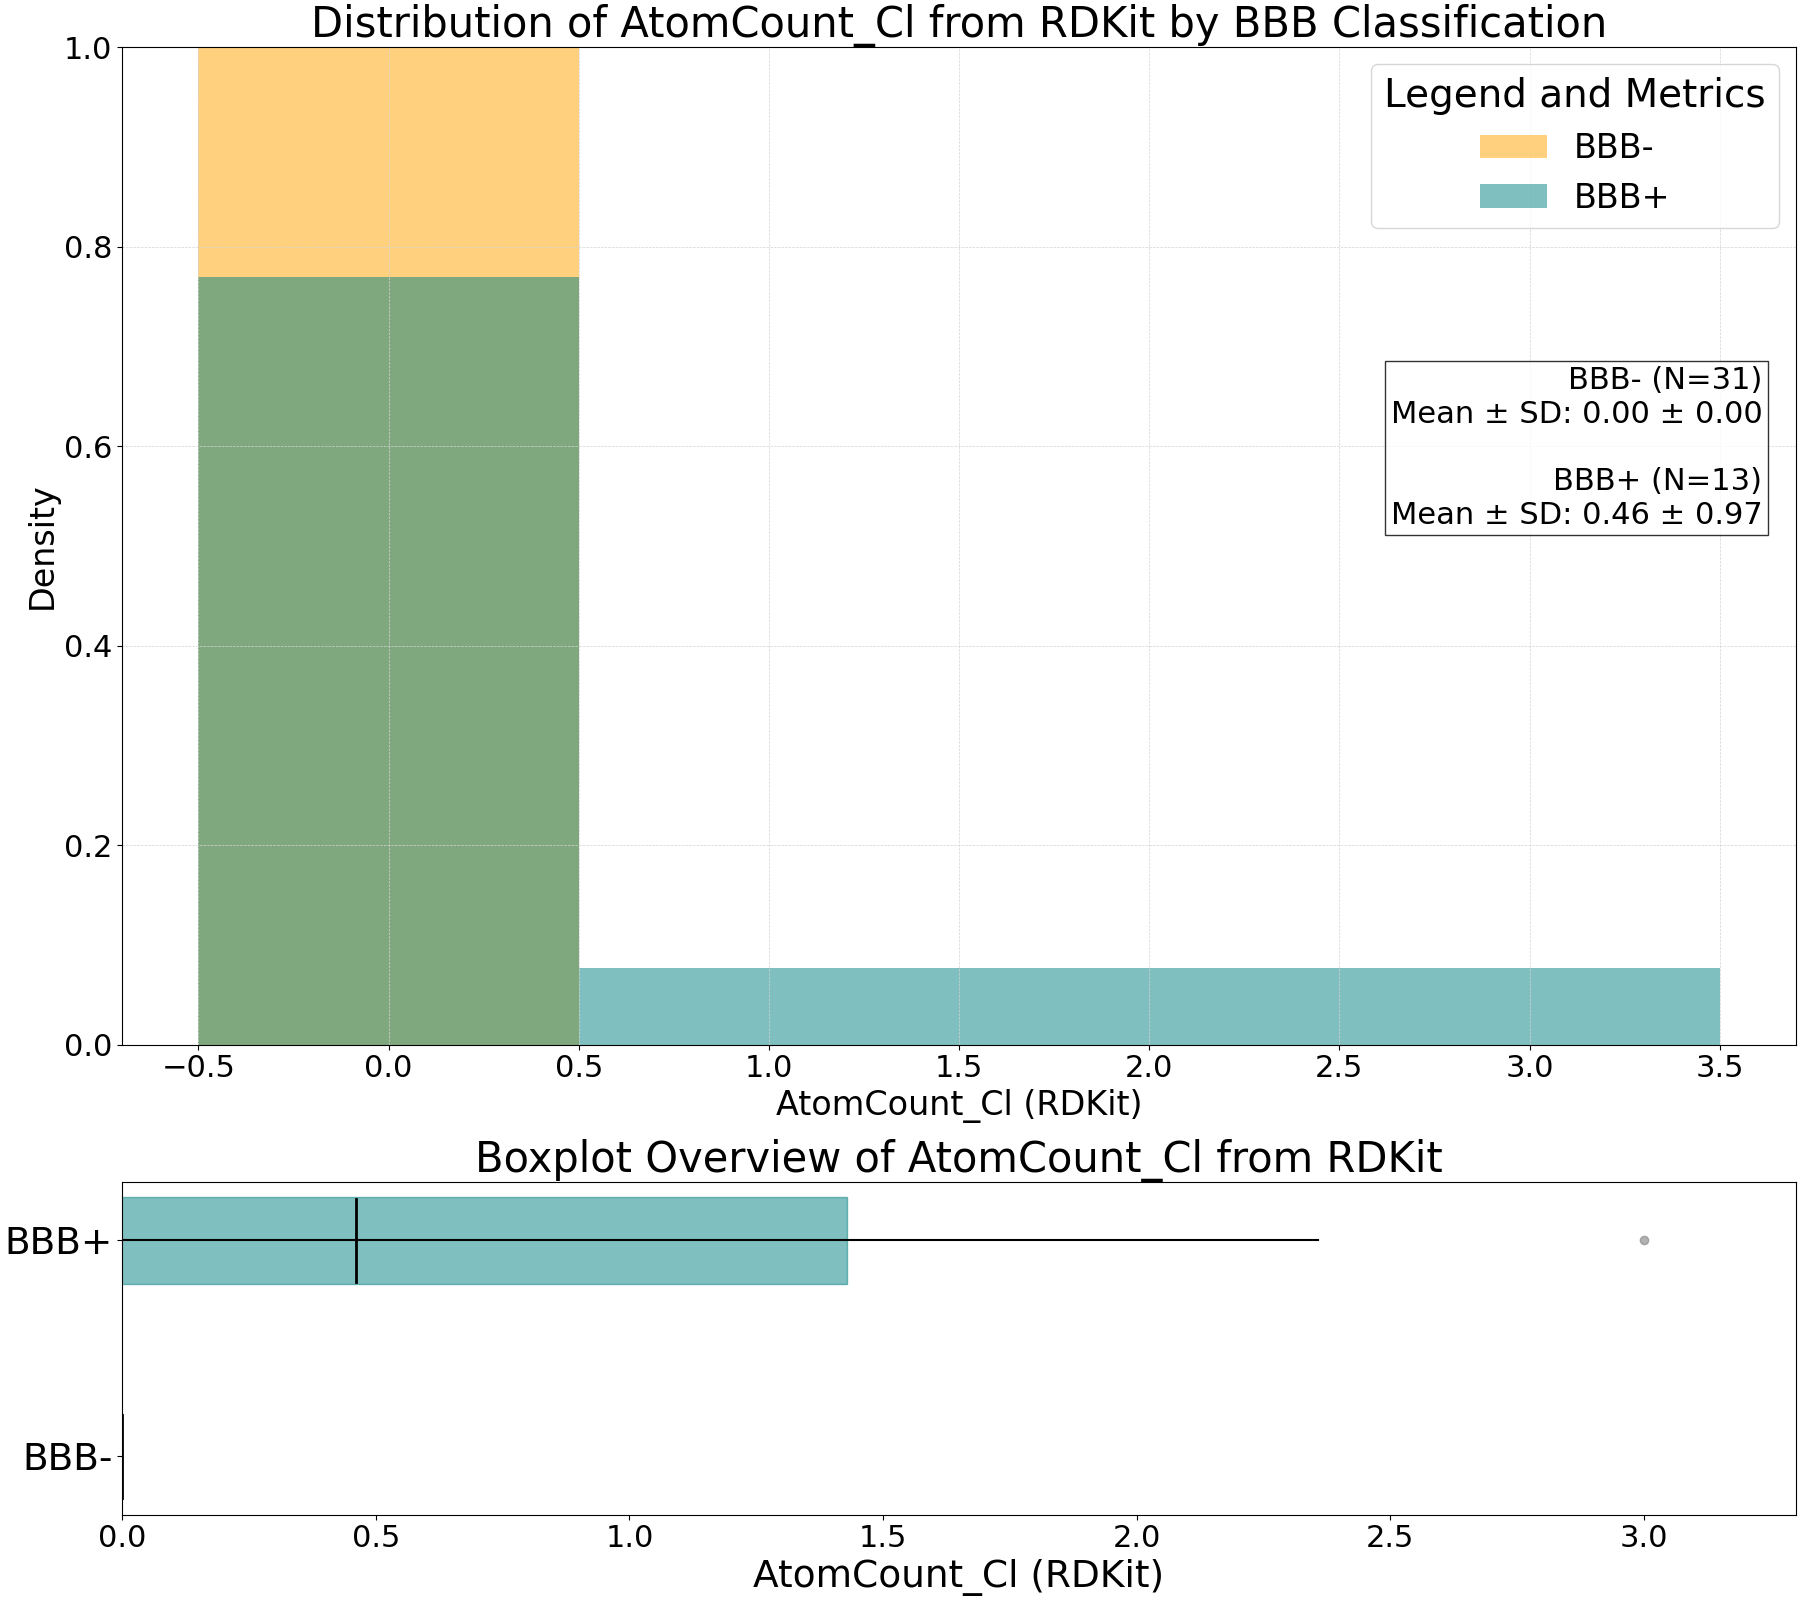 Distribution of AtomCount_Cl from RDKit by BBB Classification
1.0
0.8
0.6
0.4
0.2
0.0
Density
Legend and Metrics
BBB-
BBB+
BBB- (N=31)
Mean ± SD: 0.00 ± 0.00
BBB+ (N=13)
Mean ± SD: 0.46 ± 0.97
−0.5 0.0 0.5 1.0 1.5 2.0 2.5 3.0 3.5
AtomCount_Cl (RDKit)
Boxplot Overview of AtomCount_Cl from RDKit
BBB+
BBB-
0.0 0.5 1.0 1.5 2.0 2.5 3.0
AtomCount_Cl (RDKit)